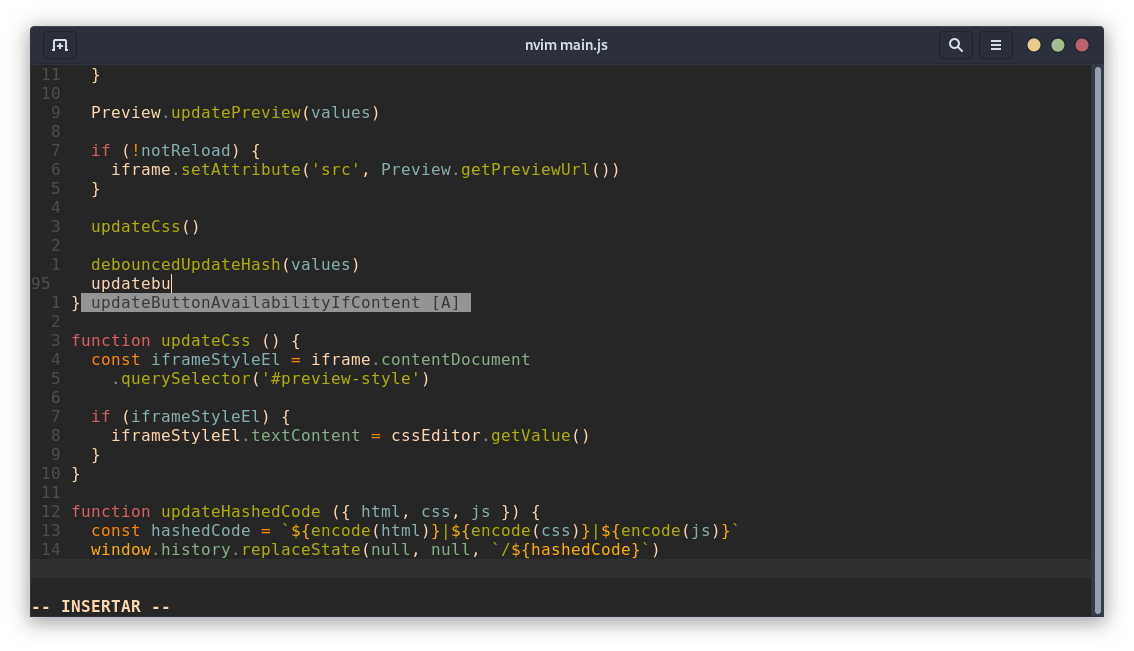 nvim main.js
11   }
10
9   Preview.updatePreview(values)
8
7   if (!notReload) {
6     iframe.setAttribute('src', Preview.getPreviewUrl())
5   }
4
3   updateCss()
2
1   debouncedUpdateHash(values)
95    updatebu
1 } updateButtonAvailabilityIfContent [A]
2
3 function updateCss () {
4   const iframeStyleEl = iframe.contentDocument
5     .querySelector('#preview-style')
6
7   if (iframeStyleEl) {
8     iframeStyleEl.textContent = cssEditor.getValue()
9   }
10 }
11
12 function updateHashedCode ({ html, css, js }) {
13   const hashedCode = `${encode(html)}|${encode(css)}|${encode(js)}`
14   window.history.replaceState(null, null, `/${hashedCode}`)
-- INSERTAR --